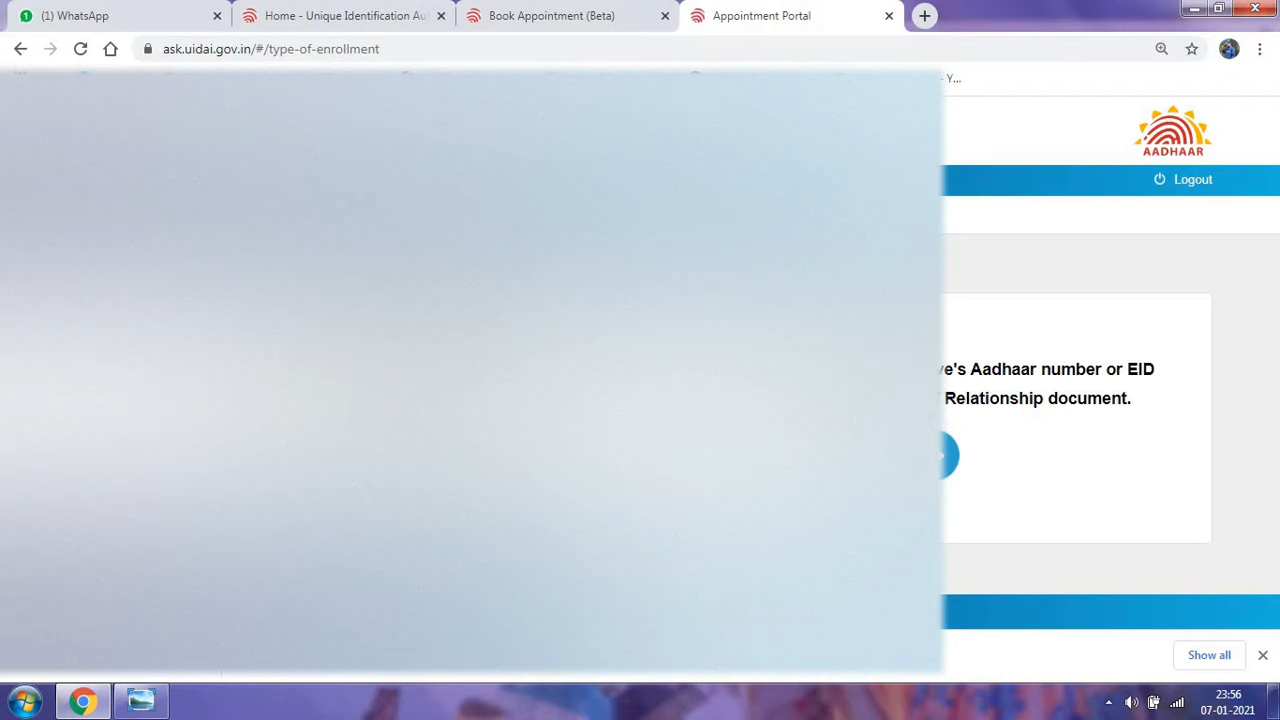 (1) WhatsApp
Home - Unique Identification Au
Book Appointment (Beta)
Appointment Portal
ask.uidai.gov.in/#/type-of-enrollment
- Y...
AADHAAR
Logout
ve's Aadhaar number or EID
Relationship document.
Show all
23:56
07-01-2021